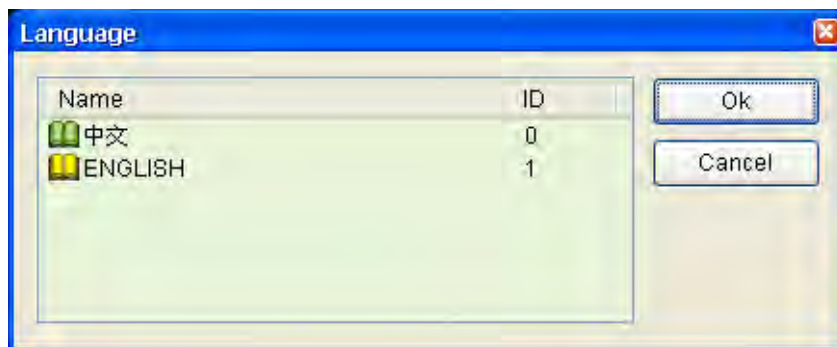 Language
Name ID
中文 0
ENGLISH 1
Ok
Cancel